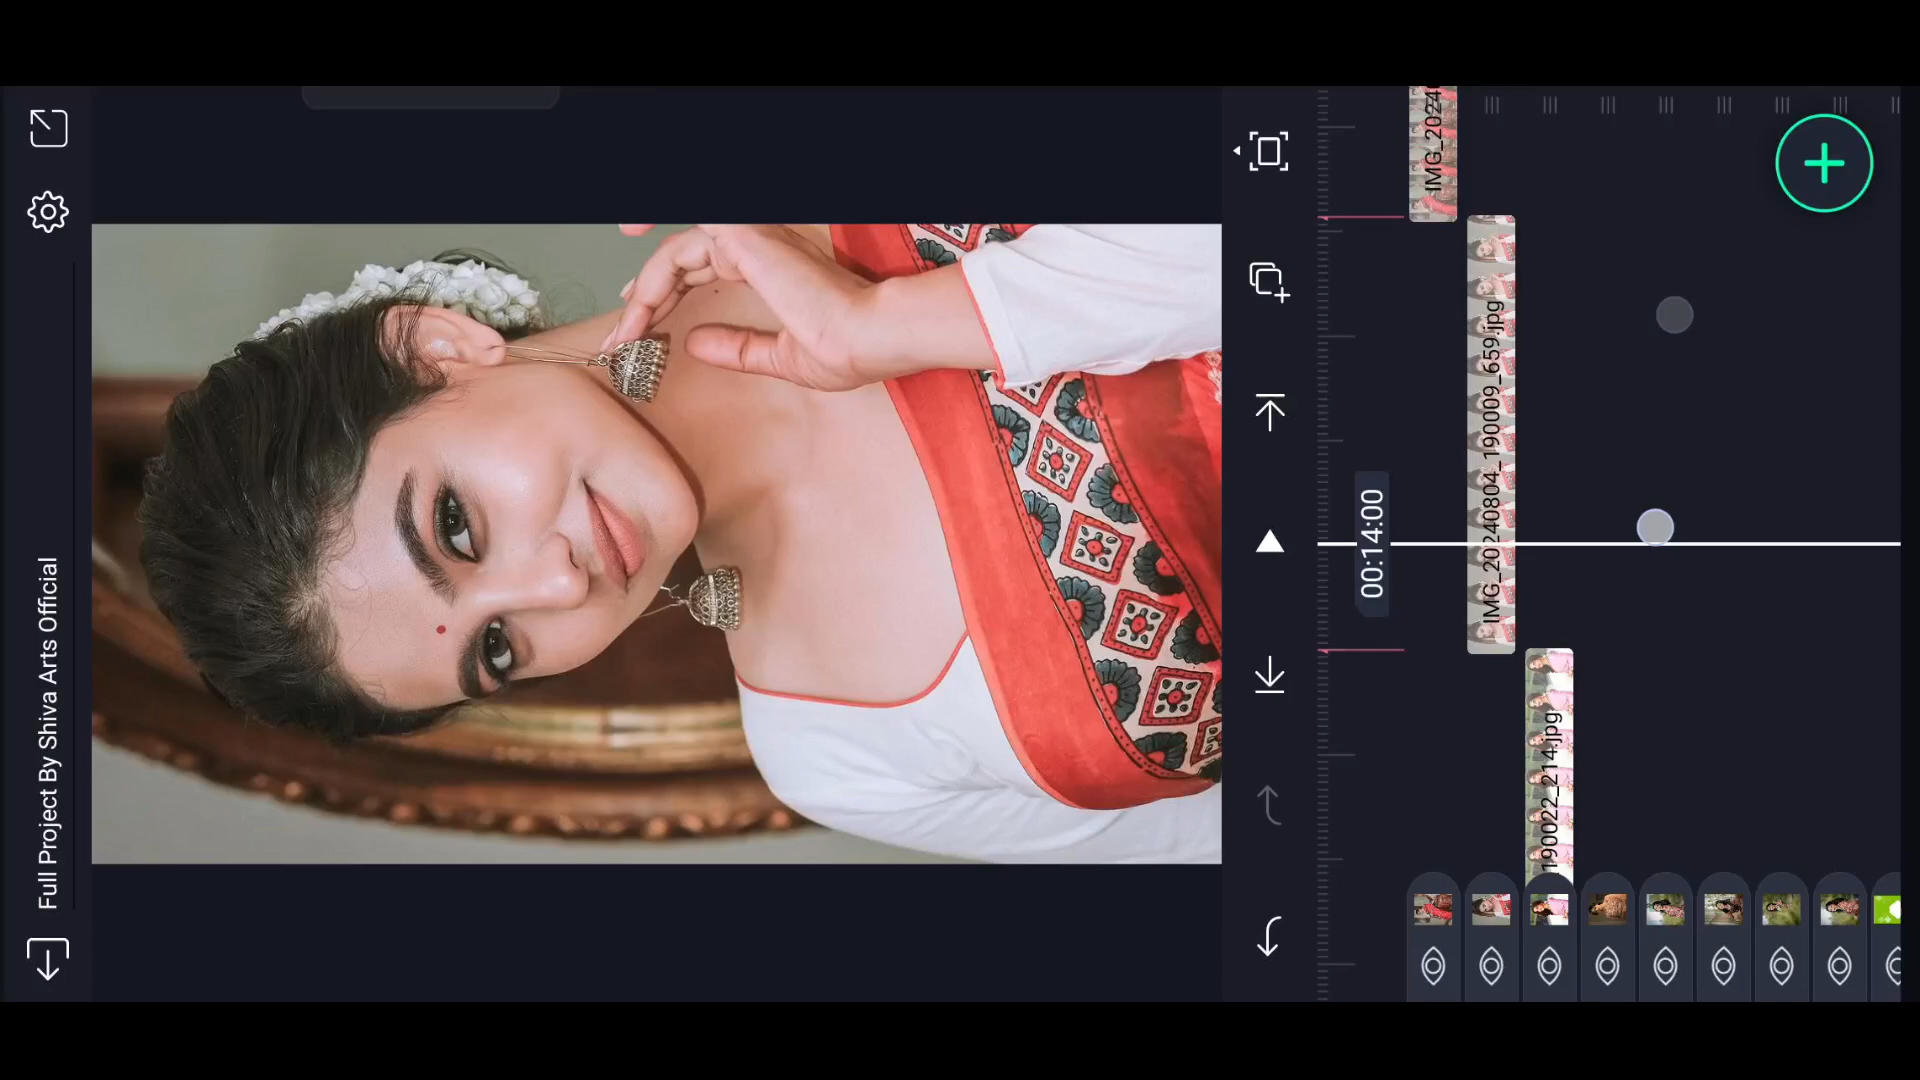 Full Project By Shiva Arts Official
00:14:00
IMG_2024
IMG_20240804_190009_659.jpg
190022_214.jpg